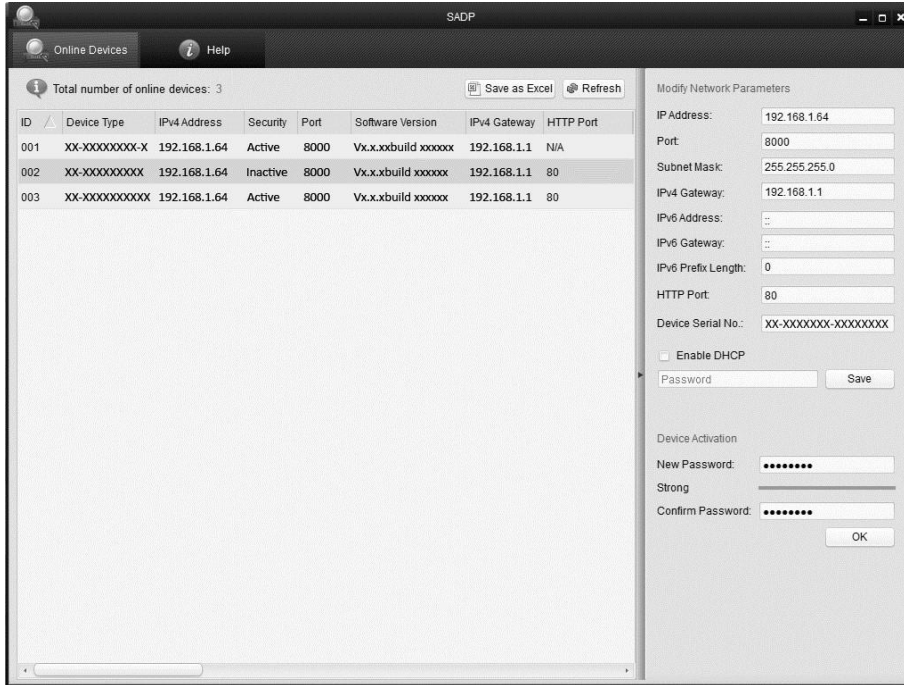 SADP
Online Devices Help
Total number of online devices: 3 Save as Excel Refresh
ID Device Type IPv4 Address Security Port Software Version IPv4 Gateway HTTP Port
001 XX-XXXXXXXX-X 192.168.1.64 Active 8000 Vx.x.xxbuild xxxxxx 192.168.1.1 N/A
002 XX-XXXXXXXXX 192.168.1.64 Inactive 8000 Vx.x.xbuild xxxxxx 192.168.1.1 80
003 XX-XXXXXXXXXX 192.168.1.64 Active 8000 Vx.x.xbuild xxxxxx 192.168.1.1 80
Modify Network Parameters
IP Address: 192.168.1.64
Port: 8000
Subnet Mask: 255.255.255.0
IPv4 Gateway: 192.168.1.1
IPv6 Address: ::
IPv6 Gateway: ::
IPv6 Prefix Length: 0
HTTP Port: 80
Device Serial No.: XX-XXXXXXX-XXXXXXXX
Enable DHCP
Password Save
Device Activation
New Password: ●●●●●●●●
Strong
Confirm Password: ●●●●●●●●
OK